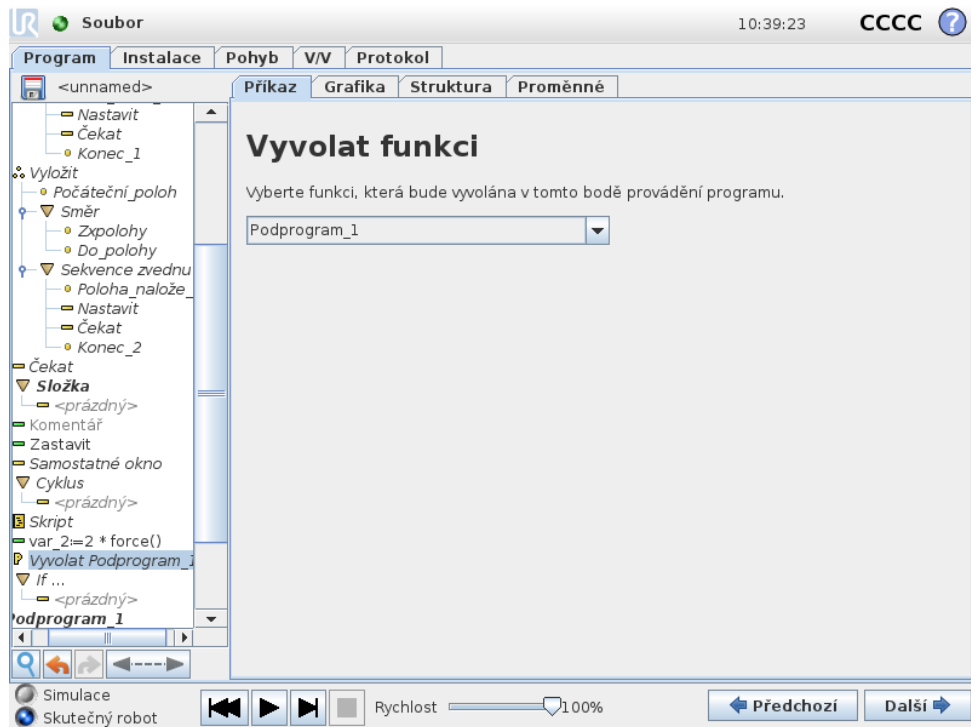 UR Soubor 10:39:23 CCCC ?
Program Instalace Pohyb V/V Protokol
<unnamed> Příkaz Grafika Struktura Proměnné
Nastavit
Čekat
Konec_1
Vyložit
Počáteční_poloh
Směr
Zxpolohy
Do_polohy
Sekvence zvednu
Poloha_nalože_
Nastavit
Čekat
Konec_2
Čekat
Složka
<prázdný>
Komentář
Zastavit
Samostatné okno
Cyklus
<prázdný>
Skript
var_2:=2 * force()
Vyvolat Podprogram_1
If ...
<prázdný>
Podprogram_1
Vyvolat funkci
Vyberte funkci, která bude vyvolána v tomto bodě provádění programu.
Podprogram_1
Simulace
Skutečný robot
Rychlost 100%
Předchozí Další